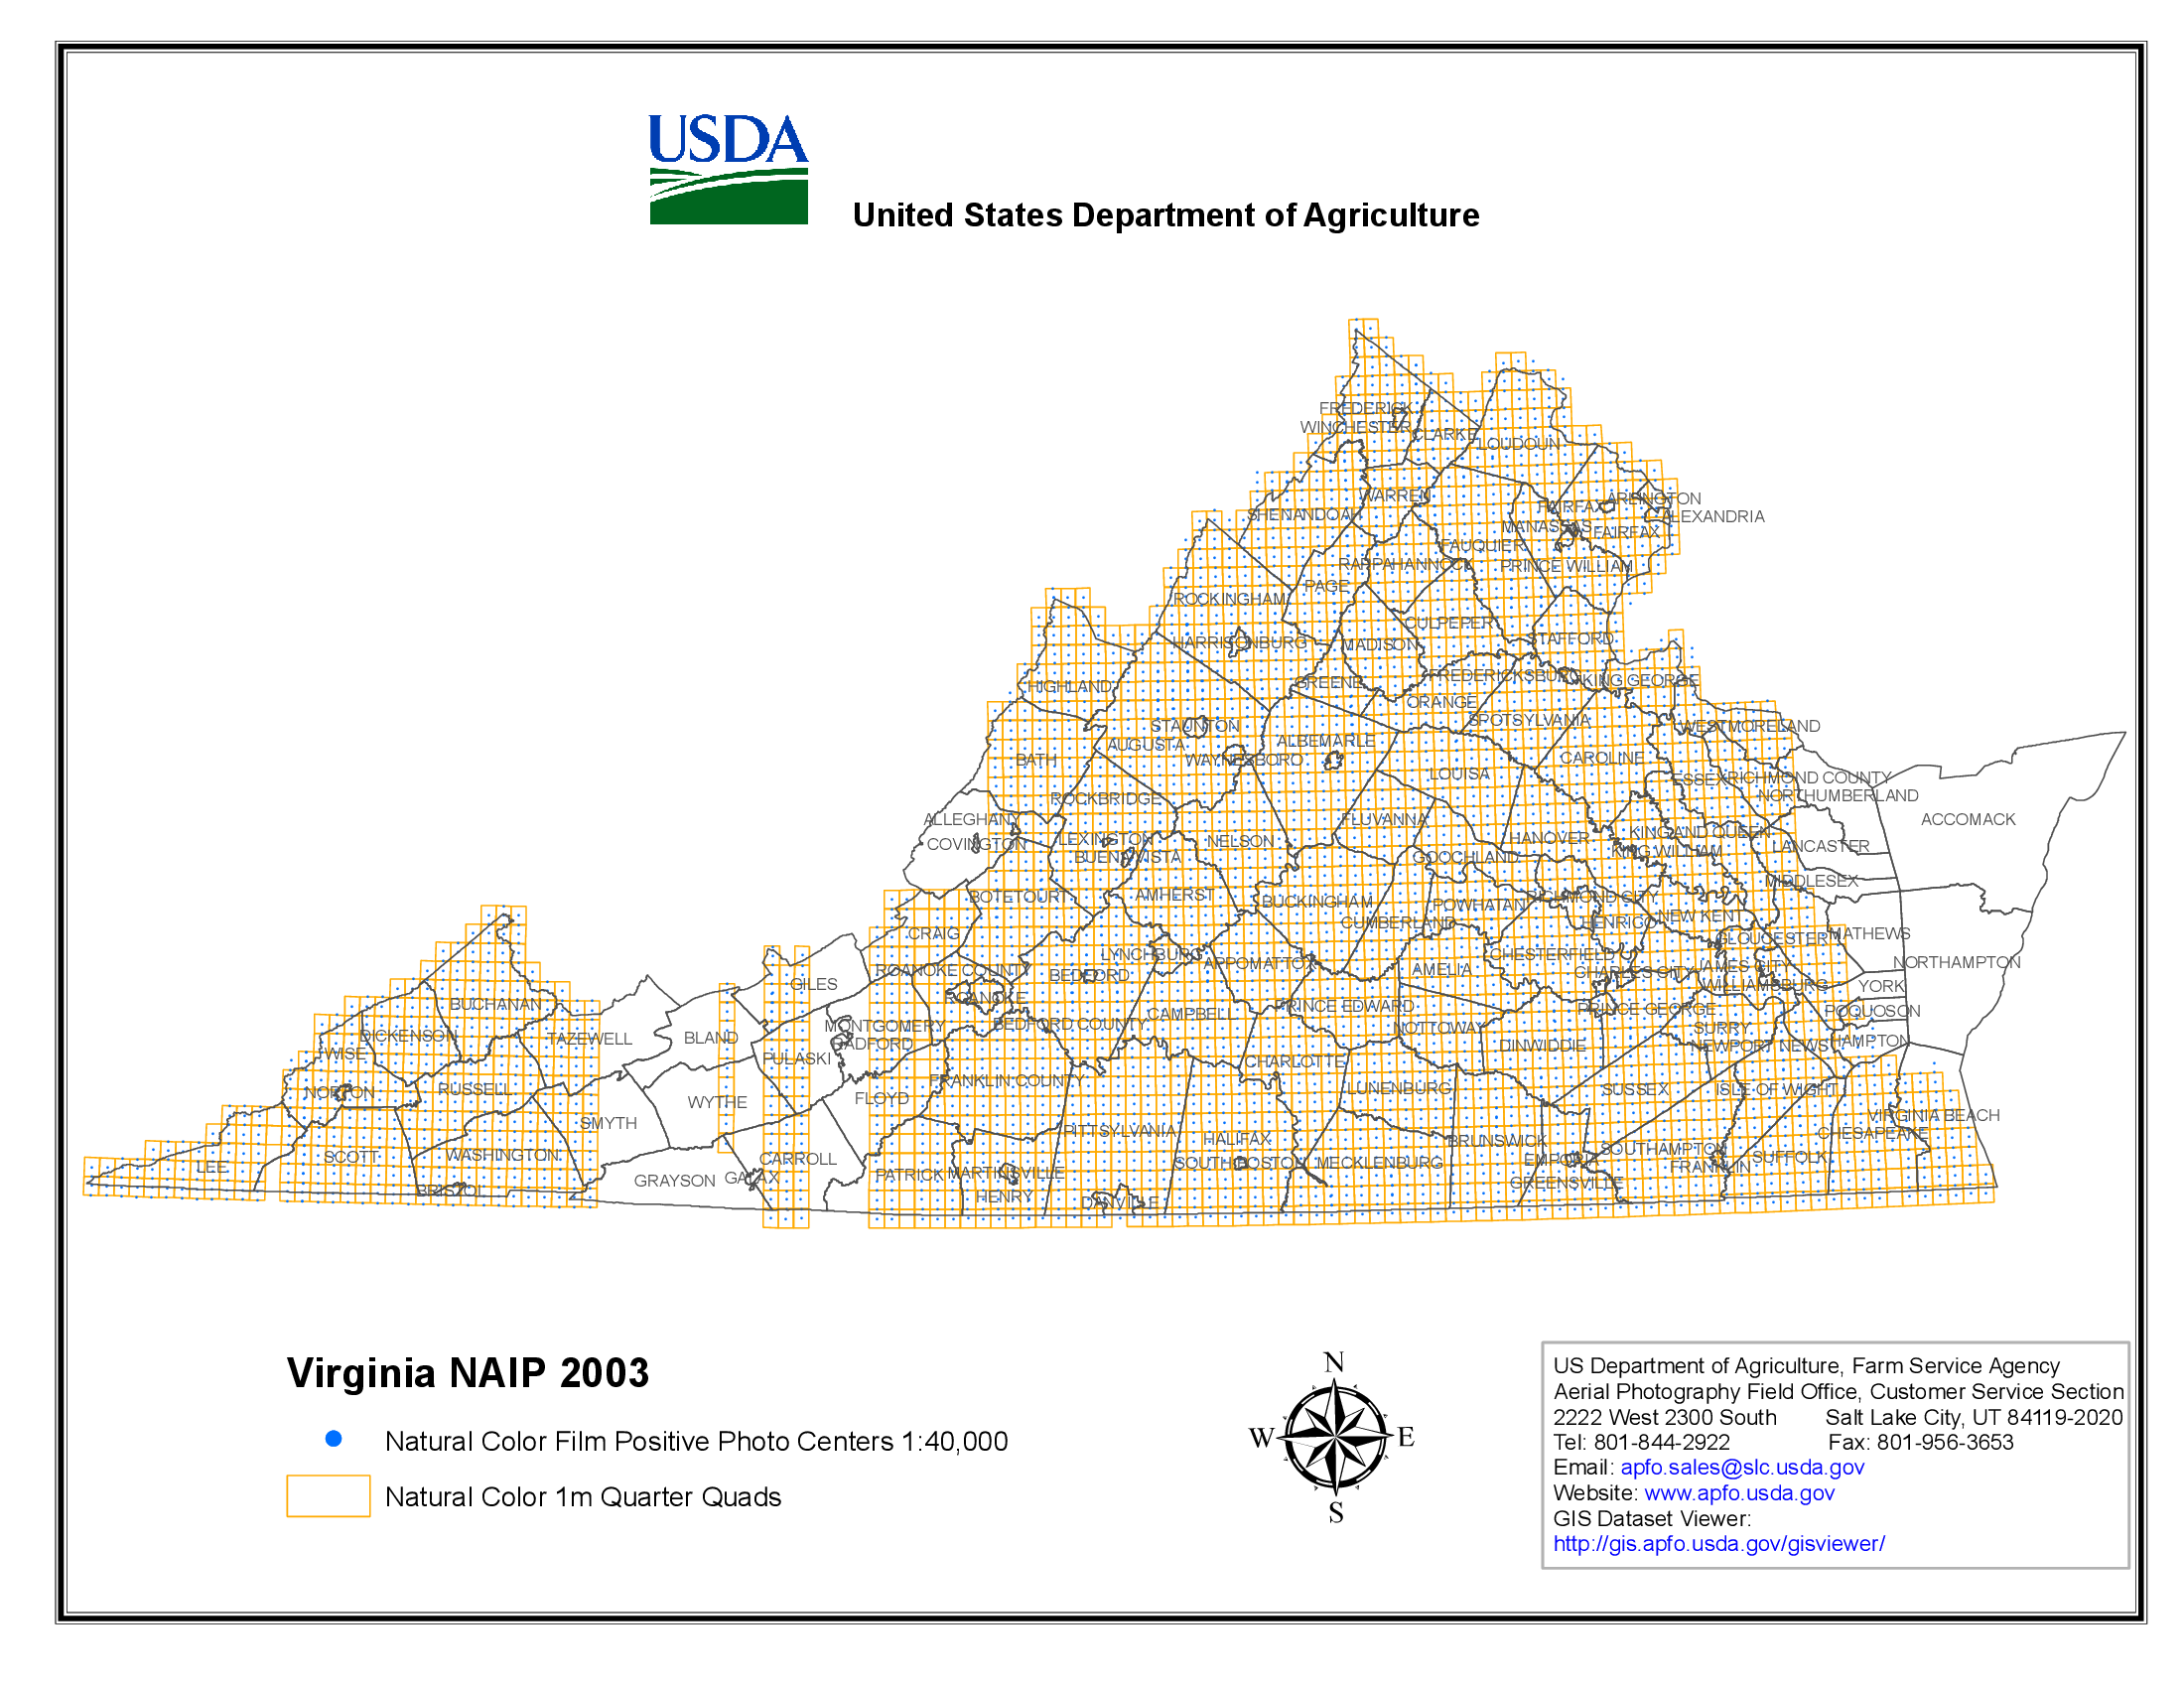 USDA
United States Department of Agriculture
FREDERICK
WINCHESTER
CLARKE
LOUDOUN
WARREN
SHENANDOAH
ARLINGTON
FAIRFAX
ALEXANDRIA
MANASSAS
FAIRFAX
FAUQUIER
RAPPAHANNOCK
PRINCE WILLIAM
PAGE
ROCKINGHAM
CULPEPER
HARRISONBURG
MADISON
STAFFORD
HIGHLAND
GREENE
FREDERICKSBURG
KING GEORGE
ORANGE
STAUNTON
SPOTSYLVANIA
WESTMORELAND
AUGUSTA
ALBEMARLE
BATH
WAYNESBORO
CAROLINE
LOUISA
ESSEX
RICHMOND COUNTY
ROCKBRIDGE
NORTHUMBERLAND
ALLEGHANY
FLUVANNA
ACCOMACK
COVINGTON
LEXINGTON
NELSON
HANOVER
KING AND QUEEN
BUENA VISTA
GOOCHLAND
KING WILLIAM
LANCASTER
MIDDLESEX
BOTETOURT
AMHERST
BUCKINGHAM
POWHATAN
RICHMOND CITY
CUMBERLAND
HENRICO
NEW KENT
CRAIG
GLOUCESTER
MATHEWS
LYNCHBURG
APPOMATTOX
CHESTERFIELD
ROANOKE COUNTY
BEDFORD
AMELIA
CHARLES CITY
JAMES CITY
NORTHAMPTON
GILES
WILLIAMSBURG
YORK
BUCHANAN
ROANOKE
PRINCE EDWARD
PRINCE GEORGE
POQUOSON
DICKENSON
TAZEWELL
BLAND
MONTGOMERY
BEDFORD COUNTY
CAMPBELL
NOTTOWAY
SURRY
RADFORD
DINWIDDIE
NEWPORT NEWS
HAMPTON
WISE
PULASKI
CHARLOTTE
NORTON
RUSSELL
FRANKLIN COUNTY
LUNENBURG
SUSSEX
ISLE OF WIGHT
WYTHE
FLOYD
SMYTH
VIRGINIA BEACH
PITTSYLVANIA
HALIFAX
BRUNSWICK
CHESAPEAKE
SCOTT
WASHINGTON
CARROLL
SOUTHAMPTON
SUFFOLK
LEE
GRAYSON
GALAX
PATRICK
MARTINSVILLE
SOUTH BOSTON
MECKLENBURG
EMPORIA
FRANKLIN
BRISTOL
HENRY
DANVILLE
GREENSVILLE
Virginia NAIP 2003
Natural Color Film Positive Photo Centers 1:40,000
Natural Color 1m Quarter Quads
N
W
E
S
US Department of Agriculture, Farm Service Agency
Aerial Photography Field Office, Customer Service Section
2222 West 2300 South Salt Lake City, UT 84119-2020
Tel: 801-844-2922 Fax: 801-956-3653
Email: apfo.sales@slc.usda.gov
Website: www.apfo.usda.gov
GIS Dataset Viewer:
http://gis.apfo.usda.gov/gisviewer/